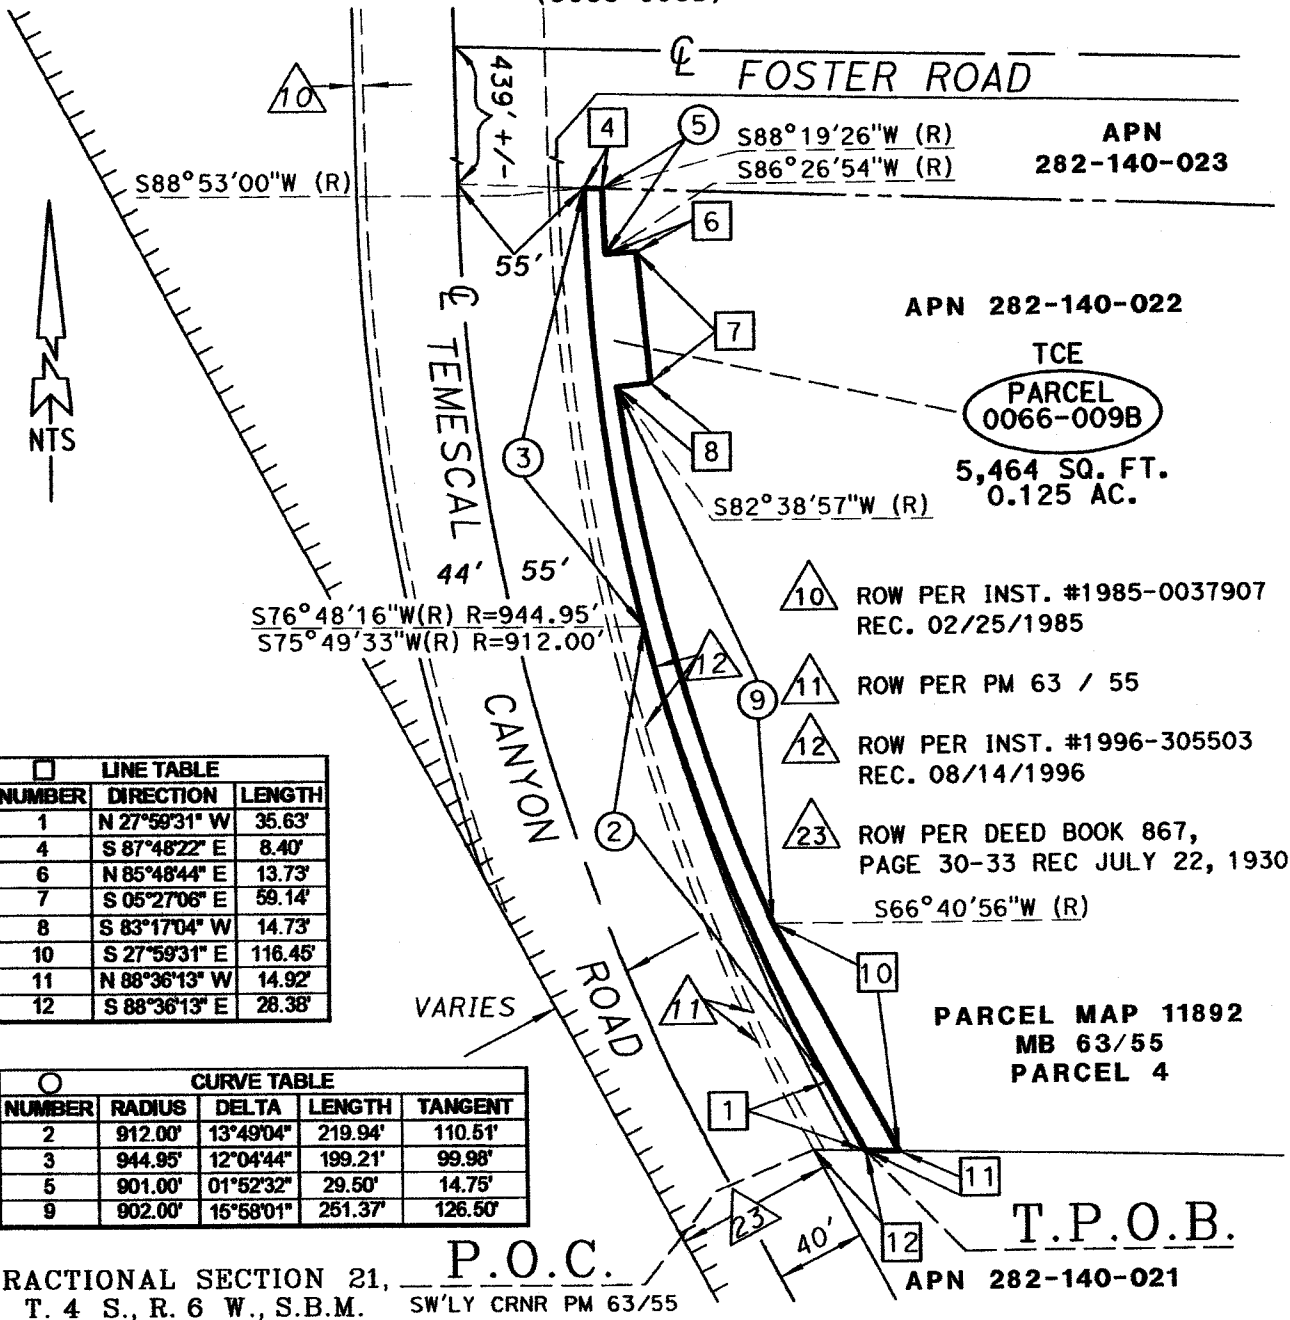 ℄ FOSTER ROAD
10
439' +/-
4
5
S88°19'26"W (R)
S86°26'54"W (R)
APN
282-140-023
S88°53'00"W (R)
6
55'
NTS
℄ TEMESCAL CANYON ROAD
7
APN 282-140-022
TCE
PARCEL
0066-009B
5,464 SQ. FT.
0.125 AC.
3
8
S82°38'57"W (R)
44' 55'
S76°48'16"W(R) R=944.95'
S75°49'33"W(R) R=912.00'
10 ROW PER INST. #1985-0037907
REC. 02/25/1985
12
9
11 ROW PER PM 63 / 55
12 ROW PER INST. #1996-305503
REC. 08/14/1996
2
23 ROW PER DEED BOOK 867,
PAGE 30-33 REC JULY 22, 1930
S66°40'56"W (R)
LINE TABLE
NUMBER DIRECTION LENGTH
1 N 27°59'31" W 35.63'
4 S 87°48'22" E 8.40'
6 N 85°48'44" E 13.73'
7 S 05°27'06" E 59.14'
8 S 83°17'04" W 14.73'
10 S 27°59'31" E 116.45'
11 N 88°36'13" W 14.92'
12 S 88°36'13" E 28.38'
10
VARIES
11
PARCEL MAP 11892
MB 63/55
PARCEL 4
CURVE TABLE
NUMBER RADIUS DELTA LENGTH TANGENT
2 912.00' 13°49'04" 219.94' 110.51'
3 944.95' 12°04'44" 199.21' 99.98'
5 901.00' 01°52'32" 29.50' 14.75'
9 902.00' 15°58'01" 251.37' 126.50'
1
11
23
40'
12
T.P.O.B.
APN 282-140-021
P.O.C.
SW'LY CRNR PM 63/55
RACTIONAL SECTION 21,
T. 4 S., R. 6 W., S.B.M.